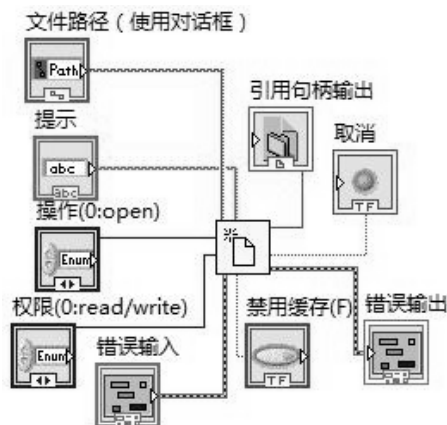 文件路径（使用对话框）
Path
引用句柄输出
取消
提示
abc
abc
TF
操作(0:open)
Enum
权限(0:read/write)
禁用缓存(F)
错误输出
Enum
错误输入
TF